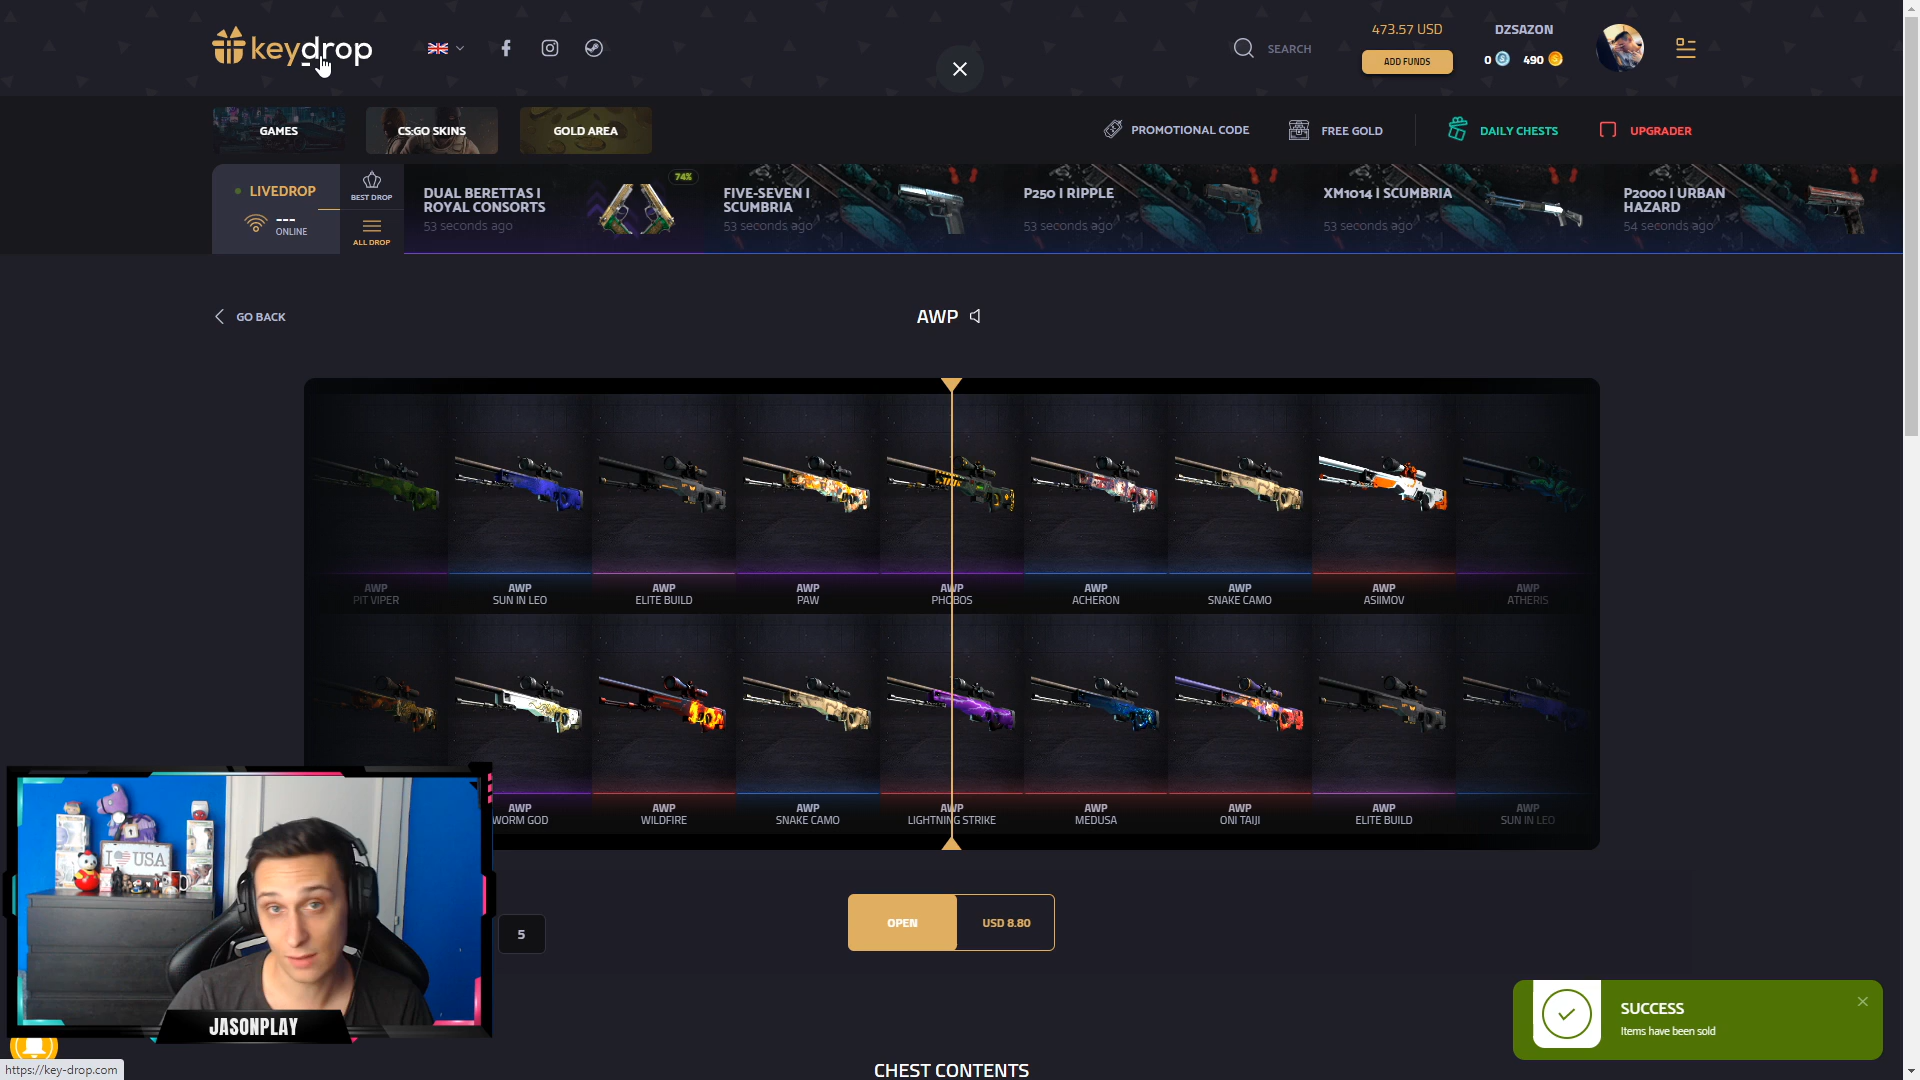 keydrop
SEARCH
473.57 USD
ADD FUNDS
DZSAZON
0
490
GAMES
CS:GO SKINS
GOLD AREA
PROMOTIONAL CODE
FREE GOLD
DAILY CHESTS
UPGRADER
LIVEDROP
---
ONLINE
BEST DROP
ALL DROP
DUAL BERETTAS |
ROYAL CONSORTS
53 seconds ago
74%
FIVE-SEVEN |
SCUMBRIA
53 seconds ago
P250 | RIPPLE
53 seconds ago
XM1014 | SCUMBRIA
53 seconds ago
P2000 | URBAN
HAZARD
54 seconds ago
GO BACK
AWP
AWP
PIT VIPER
AWP
SUN IN LEO
AWP
ELITE BUILD
AWP
PAW
AWP
PHOBOS
AWP
ACHERON
AWP
SNAKE CAMO
AWP
ASIIMOV
AWP
ATHERIS
AWP
WORM GOD
AWP
WILDFIRE
AWP
SNAKE CAMO
AWP
LIGHTNING STRIKE
AWP
MEDUSA
AWP
ONI TAIJI
AWP
ELITE BUILD
AWP
SUN IN LEO
I USA
JASONPLAY
5
OPEN
USD 8.80
SUCCESS
Items have been sold
https://key-drop.com
CHEST CONTENTS